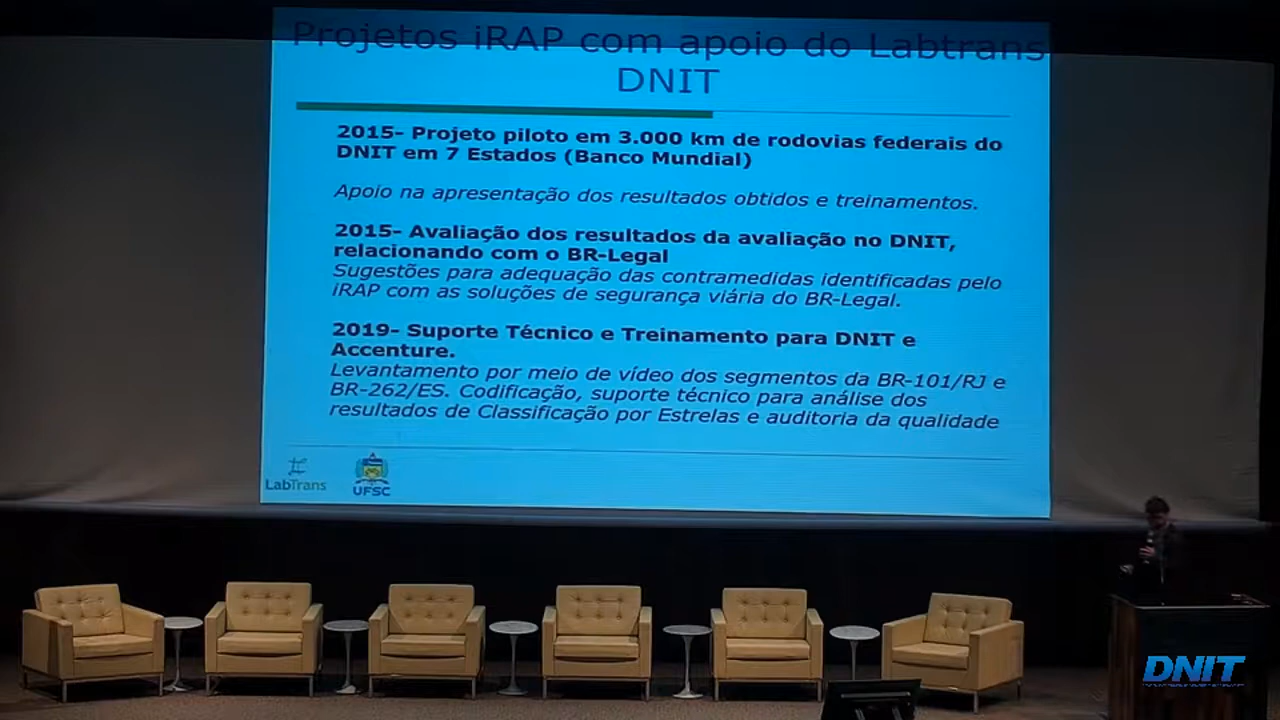 Projetos iRAP com apoio do Labtrans
DNIT
2015- Projeto piloto em 3.000 km de rodovias federais do
DNIT em 7 Estados (Banco Mundial)
Apoio na apresentação dos resultados obtidos e treinamentos.
2015- Avaliação dos resultados da avaliação no DNIT,
relacionando com o BR-Legal
Sugestões para adequação das contramedidas identificadas pelo
iRAP com as soluções de segurança viária do BR-Legal.
2019- Suporte Técnico e Treinamento para DNIT e
Accenture.
Levantamento por meio de vídeo dos segmentos da BR-101/RJ e
BR-262/ES. Codificação, suporte técnico para análise dos
resultados de Classificação por Estrelas e auditoria da qualidade
LabTrans
UFSC
DNIT